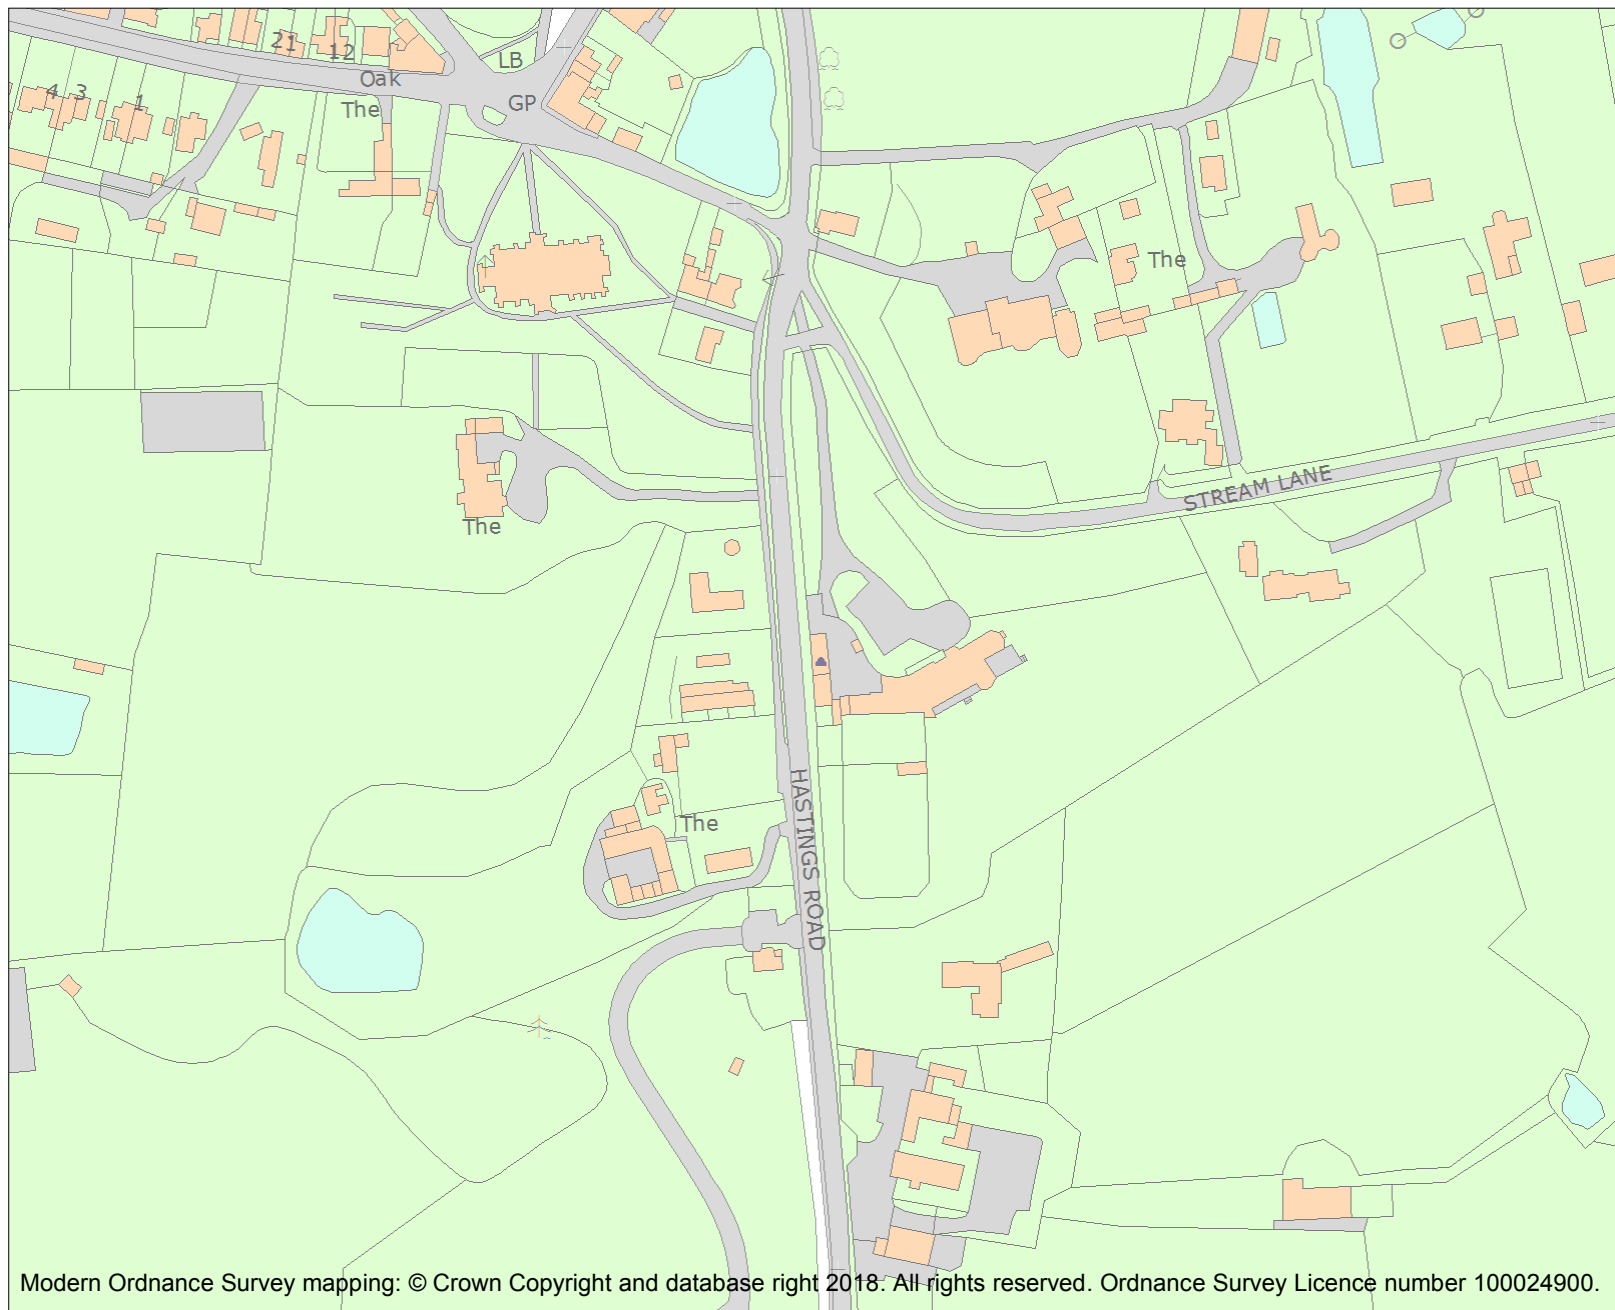 21
12
LB
Oak
4
3
1
The
GP
The
STREAM LANE
The
HASTINGS ROAD
The
Modern Ordnance Survey mapping: © Crown Copyright and database right 2018. All rights reserved. Ordnance Survey Licence number 100024900.